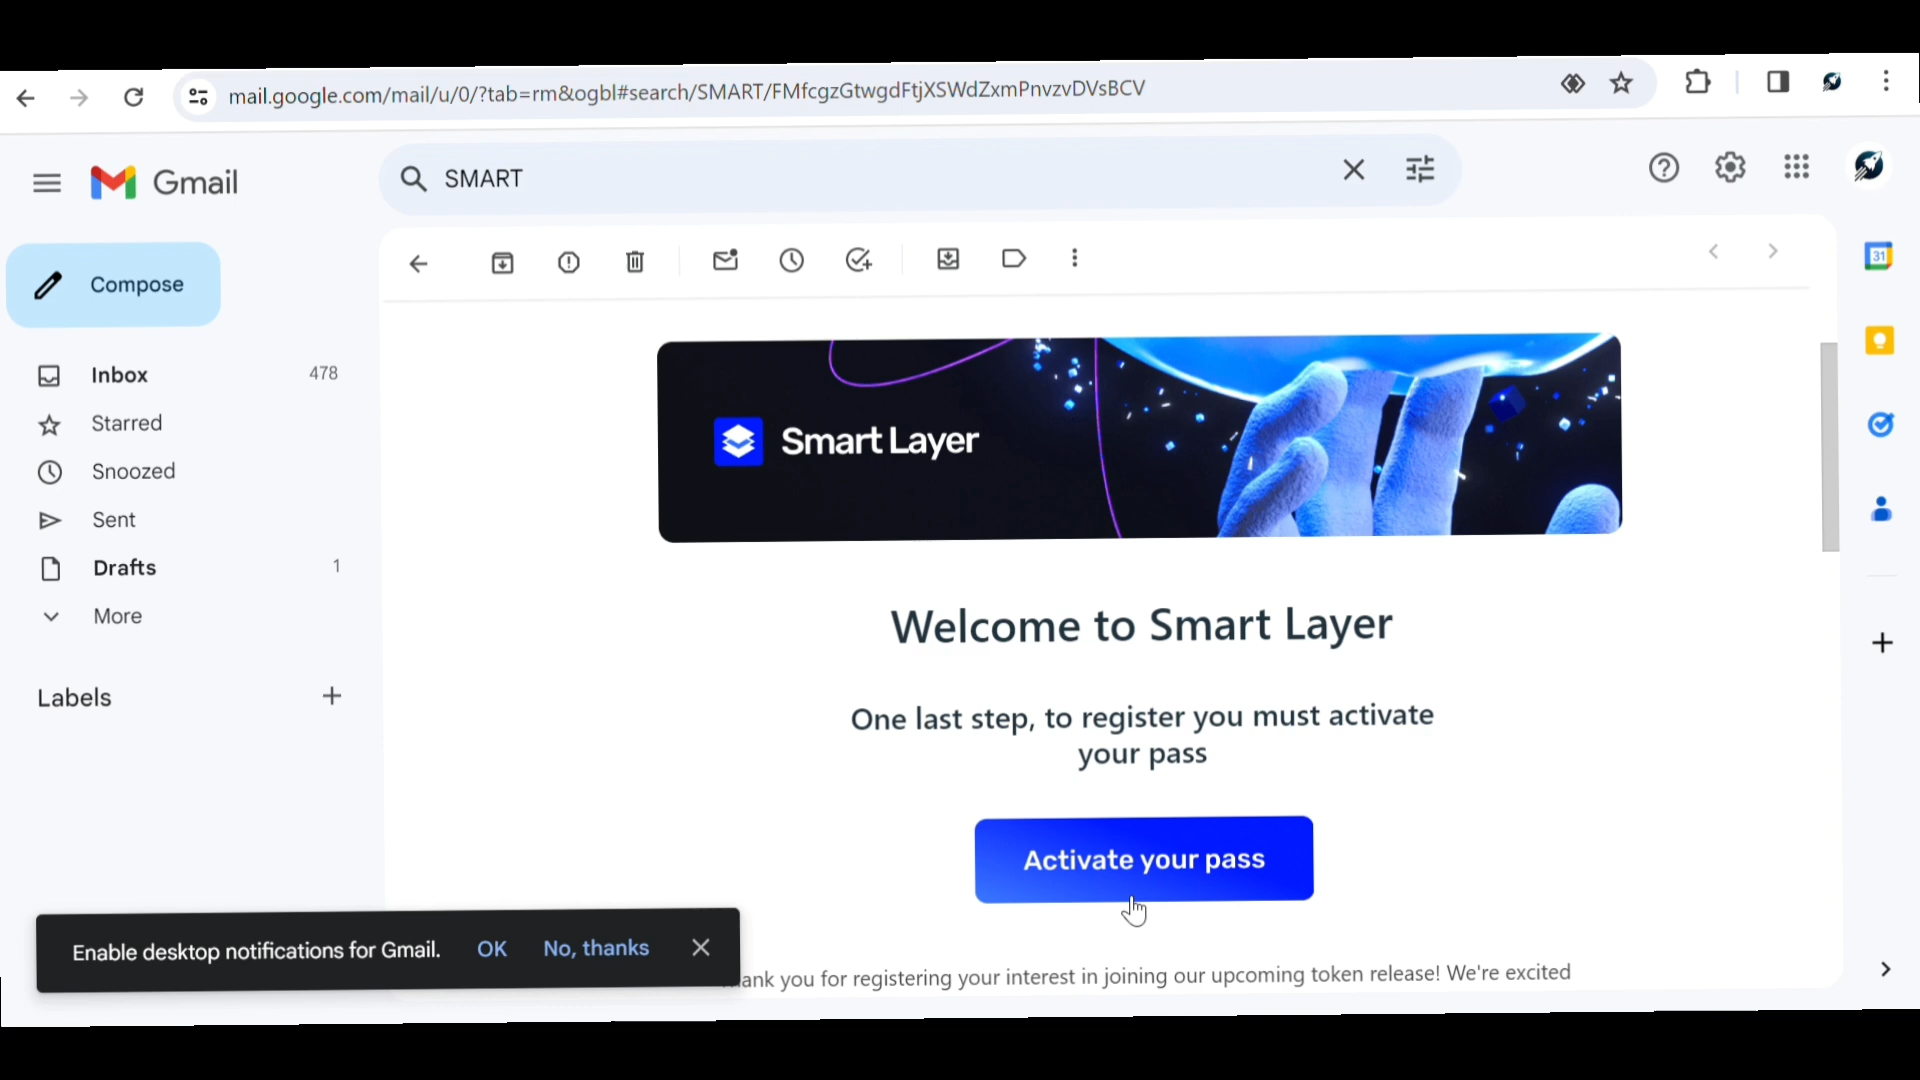 mail.google.com/mail/u/0/?tab=rm&ogbl#search/SMART/FMfcgzGtwgdFtjXSWdZxmPnvzvDVsBCV
Gmail
SMART
Compose
31
Inbox 478
Starred
Snoozed
Sent
Drafts 1
More
Labels
Smart Layer
Welcome to Smart Layer
One last step, to register you must activate
your pass
Activate your pass
Enable desktop notifications for Gmail. OK No, thanks
you for registering your interest in joining our upcoming token release! We're excited